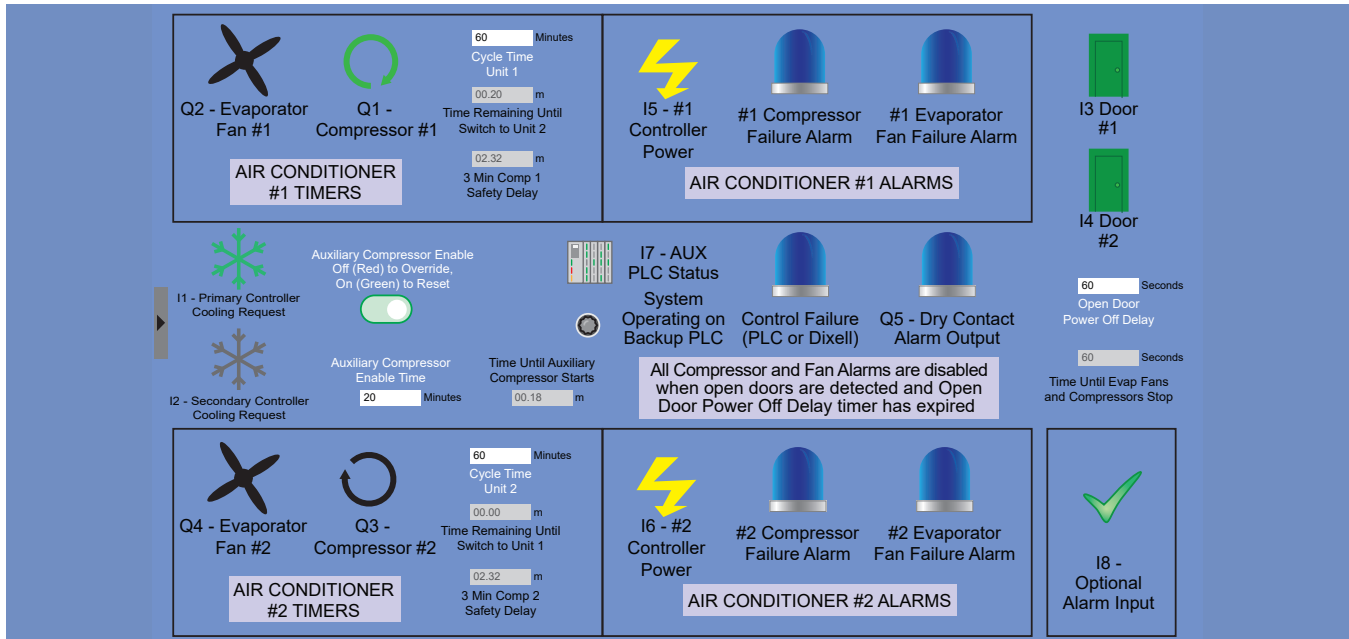 60 Minutes
Cycle Time
Unit 1
Q2 - Evaporator
Fan #1
Q1 -
Compressor #1
00.20 m
Time Remaining Until
Switch to Unit 2
02.32 m
3 Min Comp 1
Safety Delay
AIR CONDITIONER
#1 TIMERS
I5 - #1
Controller
Power
#1 Compressor
Failure Alarm
#1 Evaporator
Fan Failure Alarm
AIR CONDITIONER #1 ALARMS
I3 Door
#1
I4 Door
#2
I1 - Primary Controller
Cooling Request
Auxiliary Compressor Enable
Off (Red) to Override,
On (Green) to Reset
I7 - AUX
PLC Status
System
Operating on
Backup PLC
Control Failure
(PLC or Dixell)
Q5 - Dry Contact
Alarm Output
60 Seconds
Open Door
Power Off Delay
I2 - Secondary Controller
Cooling Request
Auxiliary Compressor
Enable Time
20 Minutes
Time Until Auxiliary
Compressor Starts
00.18 m
All Compressor and Fan Alarms are disabled
when open doors are detected and Open
Door Power Off Delay timer has expired
60 Seconds
Time Until Evap Fans
and Compressors Stop
60 Minutes
Cycle Time
Unit 2
Q4 - Evaporator
Fan #2
Q3 -
Compressor #2
00.00 m
Time Remaining Until
Switch to Unit 1
02.32 m
3 Min Comp 2
Safety Delay
AIR CONDITIONER
#2 TIMERS
I6 - #2
Controller
Power
#2 Compressor
Failure Alarm
#2 Evaporator
Fan Failure Alarm
AIR CONDITIONER #2 ALARMS
I8 -
Optional
Alarm Input